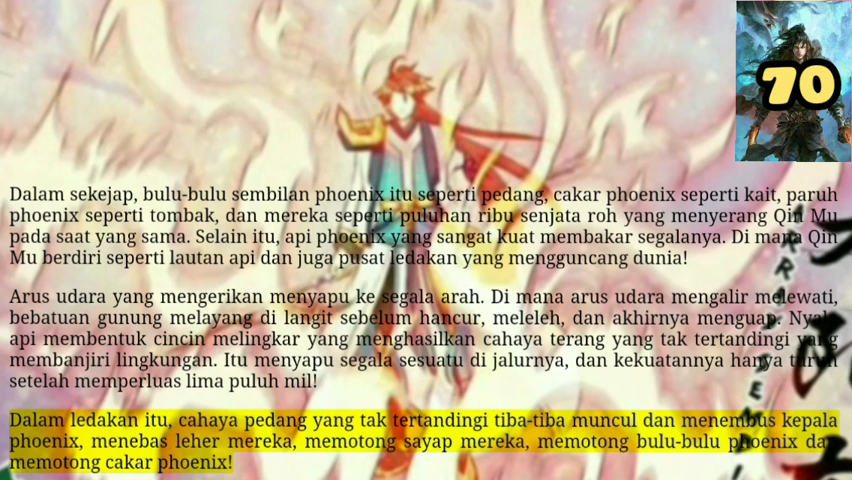 70
Dalam sekejap, bulu-bulu sembilan phoenix itu seperti pedang, cakar phoenix seperti kait, paruh
phoenix seperti tombak, dan mereka seperti puluhan ribu senjata roh yang menyerang Qin Mu
pada saat yang sama. Selain itu, api phoenix yang sangat kuat membakar segalanya. Di mana Qin
Mu berdiri seperti lautan api dan juga pusat ledakan yang mengguncang dunia!
Arus udara yang mengerikan menyapu ke segala arah. Di mana arus udara mengalir melewati,
bebatuan gunung melayang di langit sebelum hancur, meleleh, dan akhirnya menguap. Nyala
api membentuk cincin melingkar yang menghasilkan cahaya terang yang tak tertandingi yang
membanjiri lingkungan. Itu menyapu segala sesuatu di jalurnya, dan kekuatannya hanya turun
setelah memperluas lima puluh mil!
Dalam ledakan itu, cahaya pedang yang tak tertandingi tiba-tiba muncul dan menembus kepala
phoenix, menebas leher mereka, memotong sayap mereka, memotong bulu-bulu phoenix dan
memotong cakar phoenix!